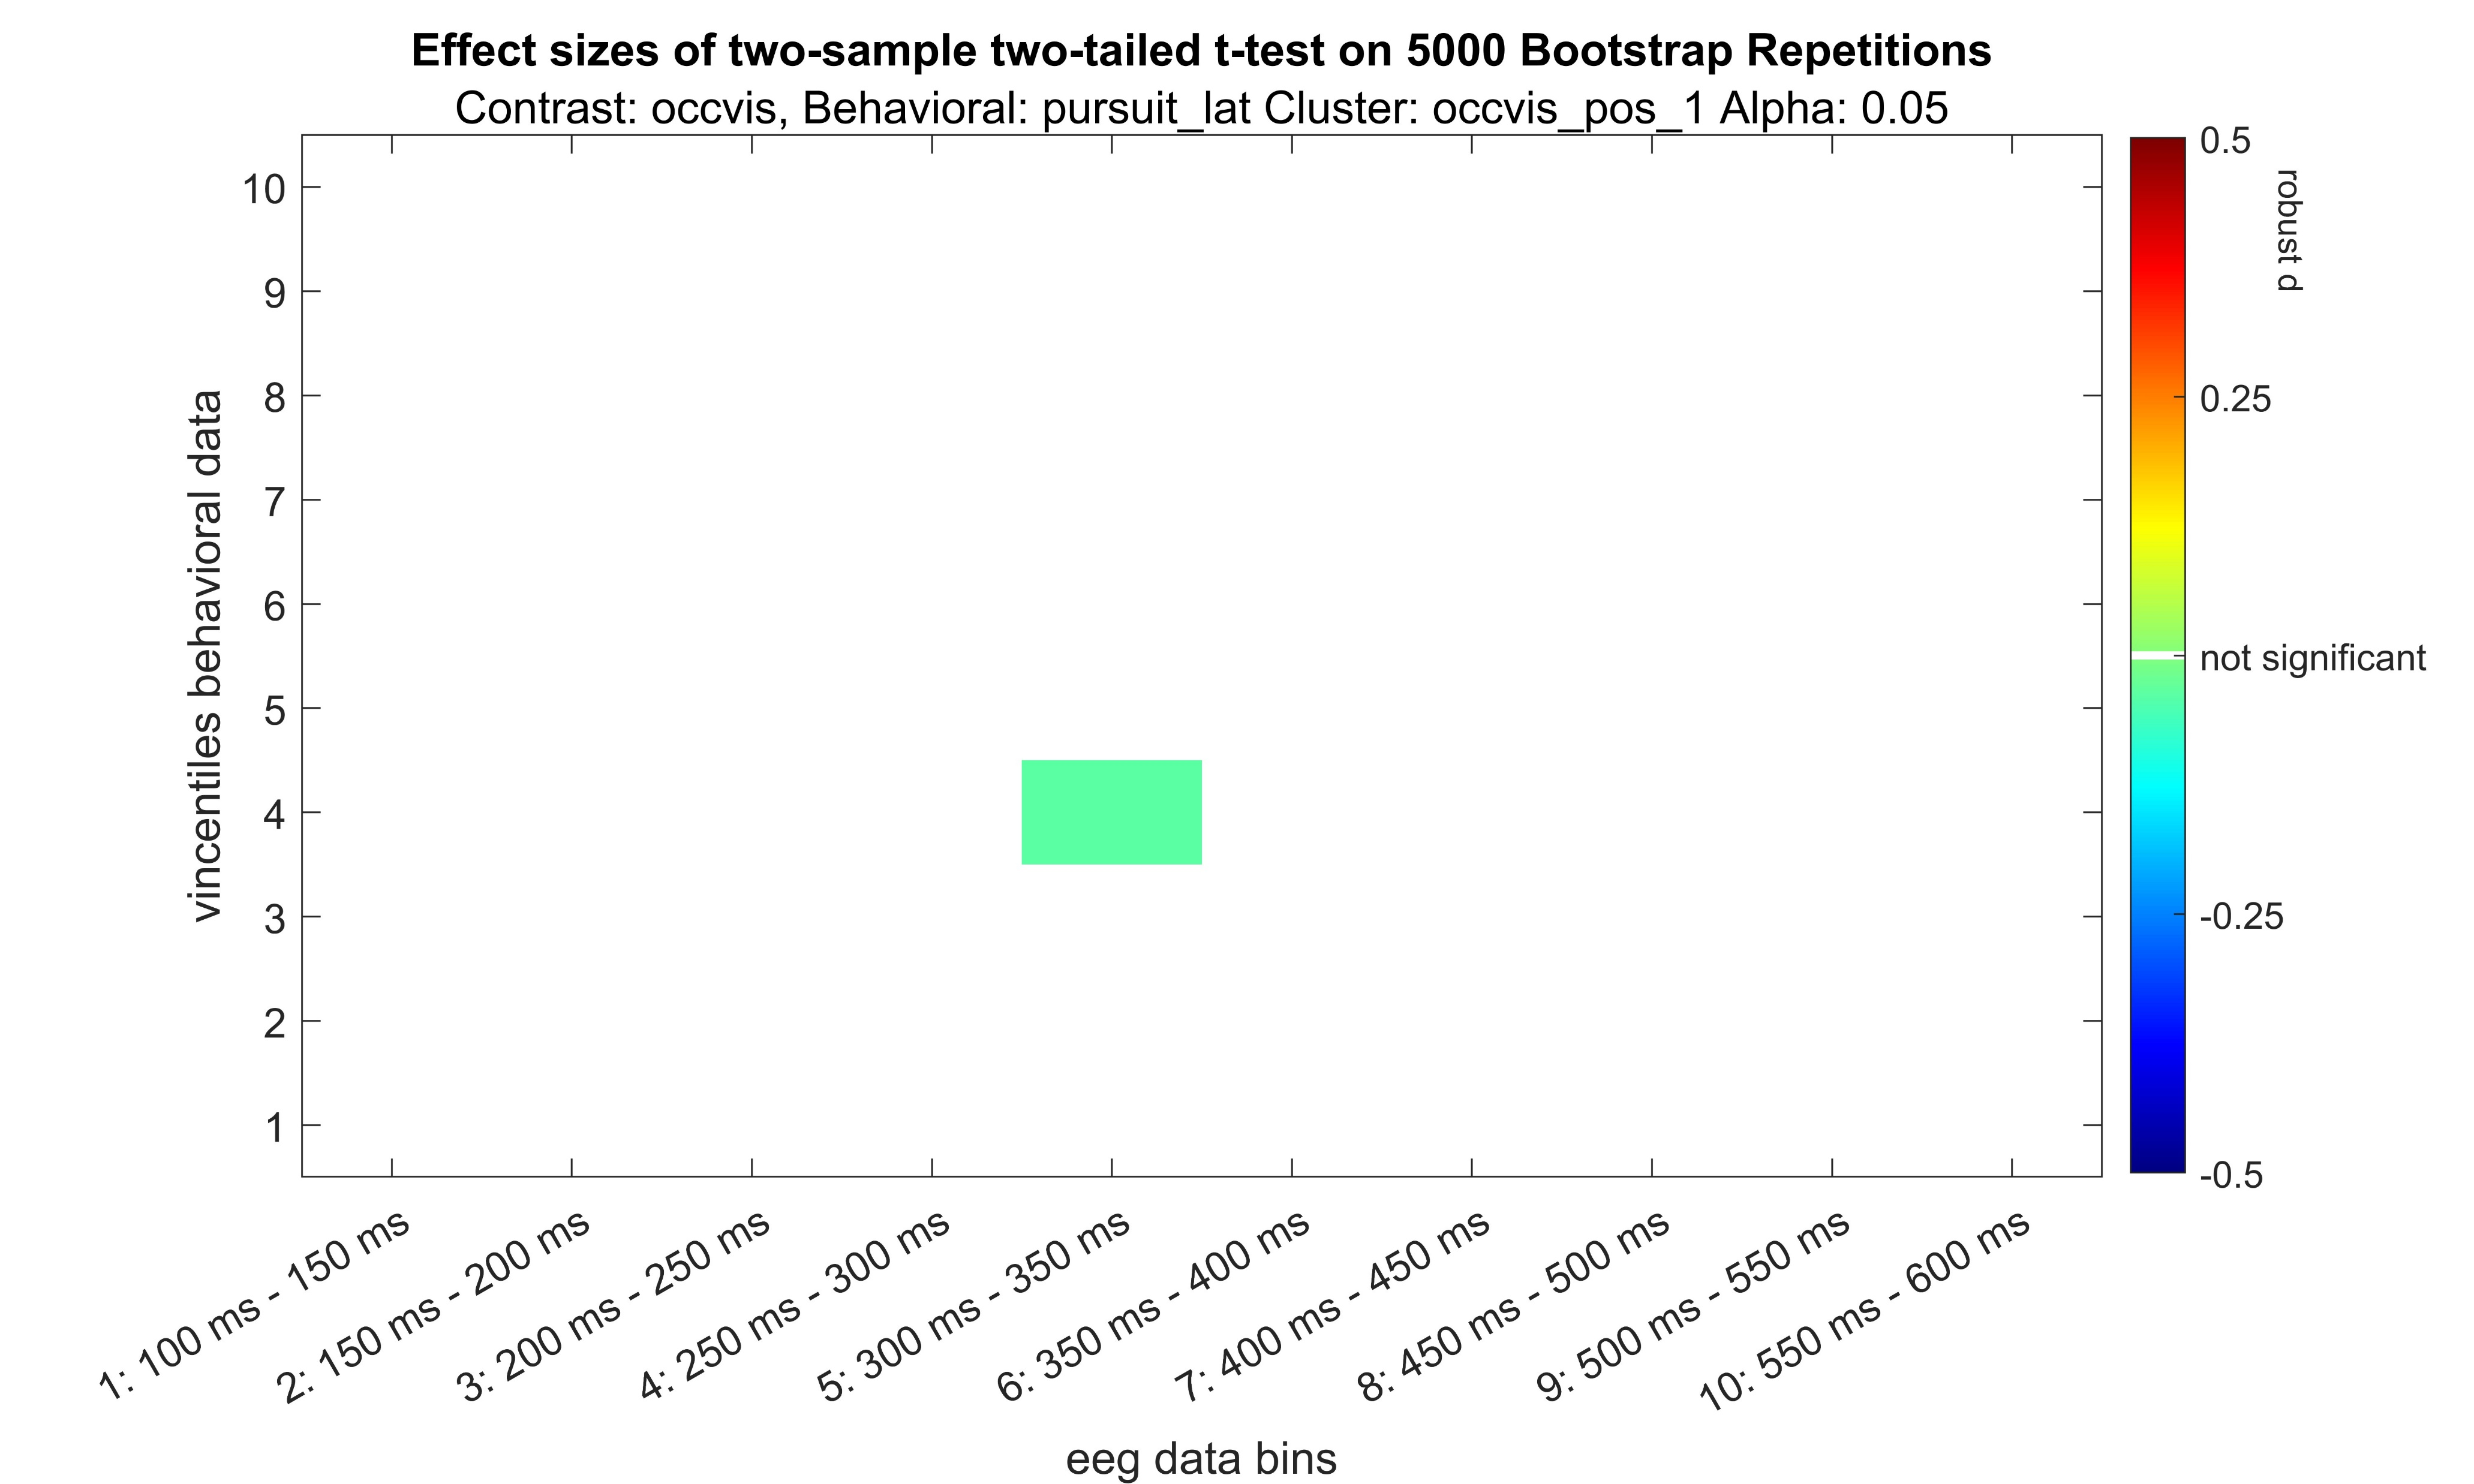 Effect sizes of two-sample two-tailed t-test on 5000 Bootstrap Repetitions
Contrast: occvis, Behavioral: pursuit_lat Cluster: occvis_pos_1 Alpha: 0.05
vincentiles behavioral data
10
9
8
7
6
5
4
3
2
1
1: 100 ms - 150 ms
2: 150 ms - 200 ms
3: 200 ms - 250 ms
4: 250 ms - 300 ms
5: 300 ms - 350 ms
6: 350 ms - 400 ms
7: 400 ms - 450 ms
8: 450 ms - 500 ms
9: 500 ms - 550 ms
10: 550 ms - 600 ms
eeg data bins
0.5
0.25
not significant
-0.25
-0.5
robust d